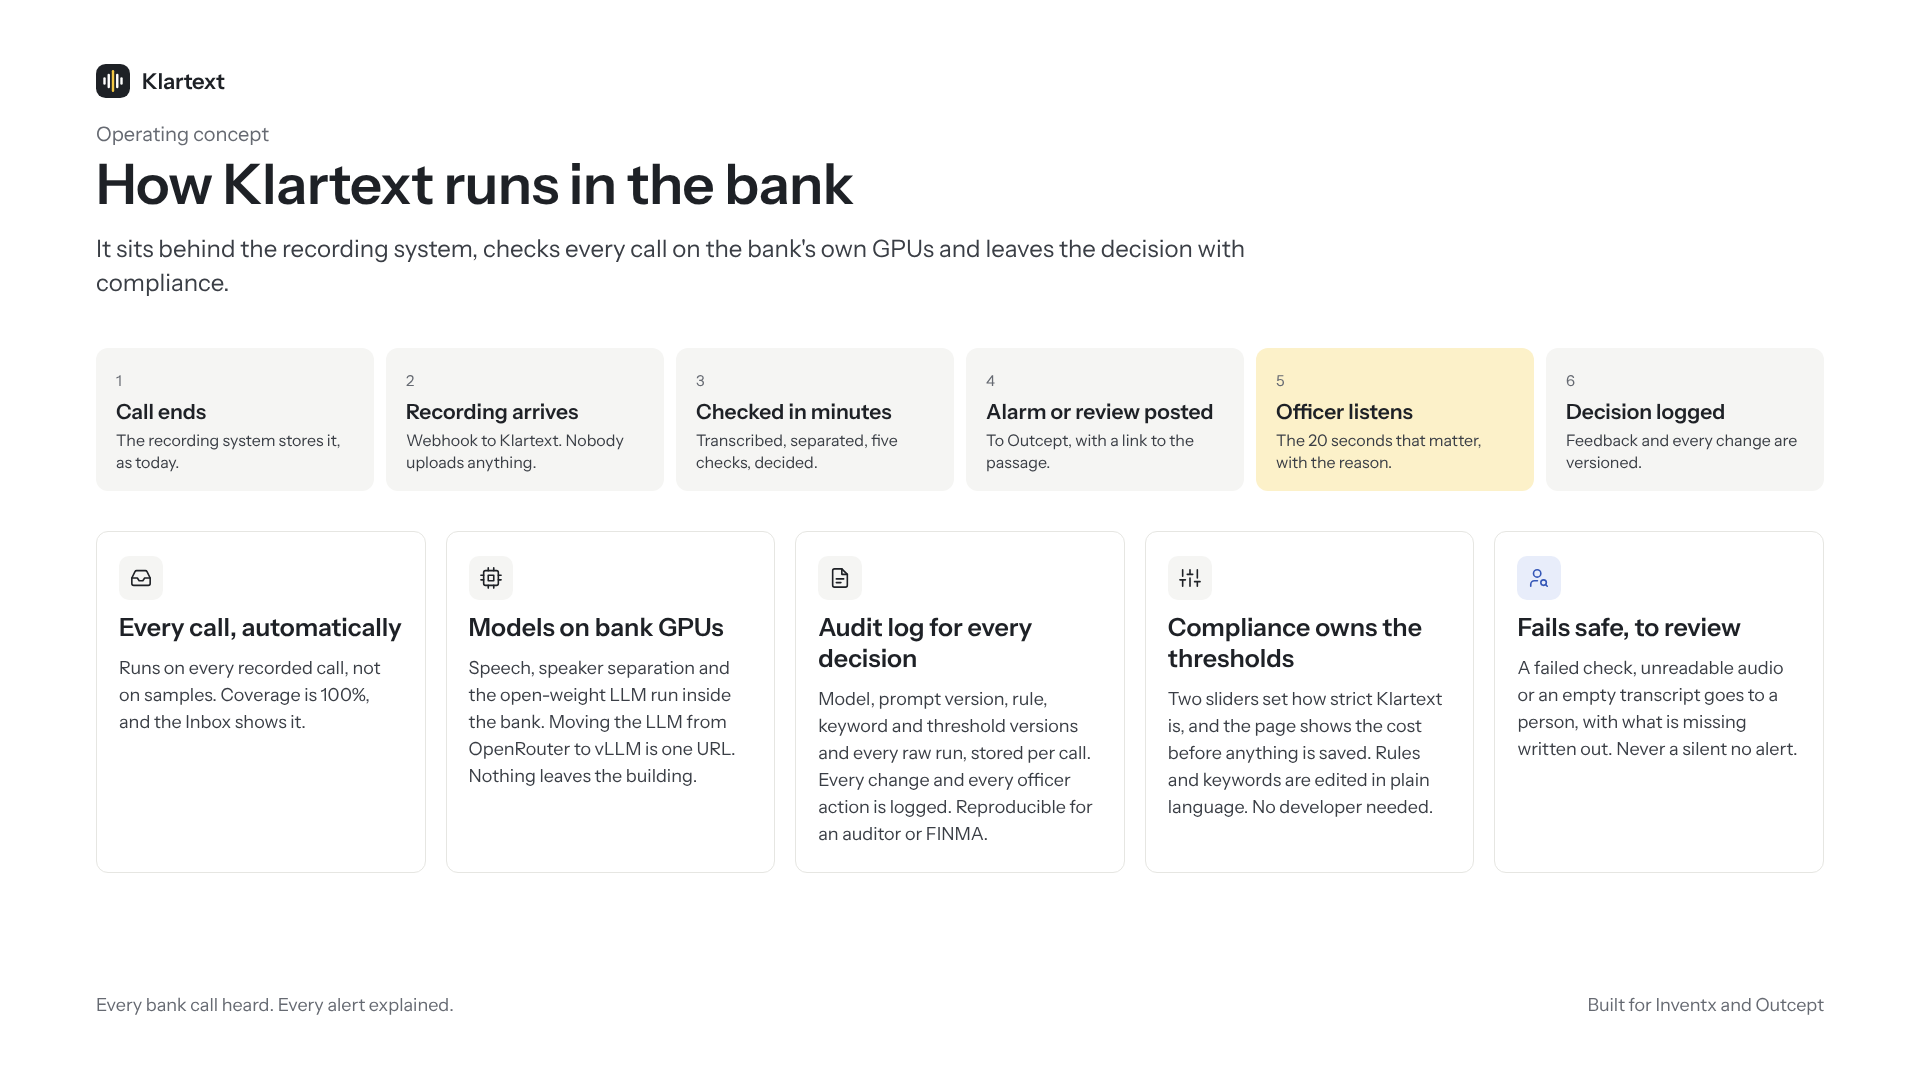 Klartext
Operating concept
How Klartext runs in the bank
It sits behind the recording system, checks every call on the bank's own GPUs and leaves the decision with
compliance.
1
Call ends
The recording system stores it,
as today.
2
Recording arrives
Webhook to Klartext. Nobody
uploads anything.
3
Checked in minutes
Transcribed, separated, five
checks, decided.
4
Alarm or review posted
To Outcept, with a link to the
passage.
5
Officer listens
The 20 seconds that matter,
with the reason.
6
Decision logged
Feedback and every change are
versioned.
Every call, automatically
Runs on every recorded call, not
on samples. Coverage is 100%,
and the Inbox shows it.
Models on bank GPUs
Speech, speaker separation and
the open-weight LLM run inside
the bank. Moving the LLM from
OpenRouter to vLLM is one URL.
Nothing leaves the building.
Audit log for every
decision
Model, prompt version, rule,
keyword and threshold versions
and every raw run, stored per call.
Every change and every officer
action is logged. Reproducible for
an auditor or FINMA.
Compliance owns the
thresholds
Two sliders set how strict Klartext
is, and the page shows the cost
before anything is saved. Rules
and keywords are edited in plain
language. No developer needed.
Fails safe, to review
A failed check, unreadable audio
or an empty transcript goes to a
person, with what is missing
written out. Never a silent no alert.
Every bank call heard. Every alert explained.
Built for Inventx and Outcept